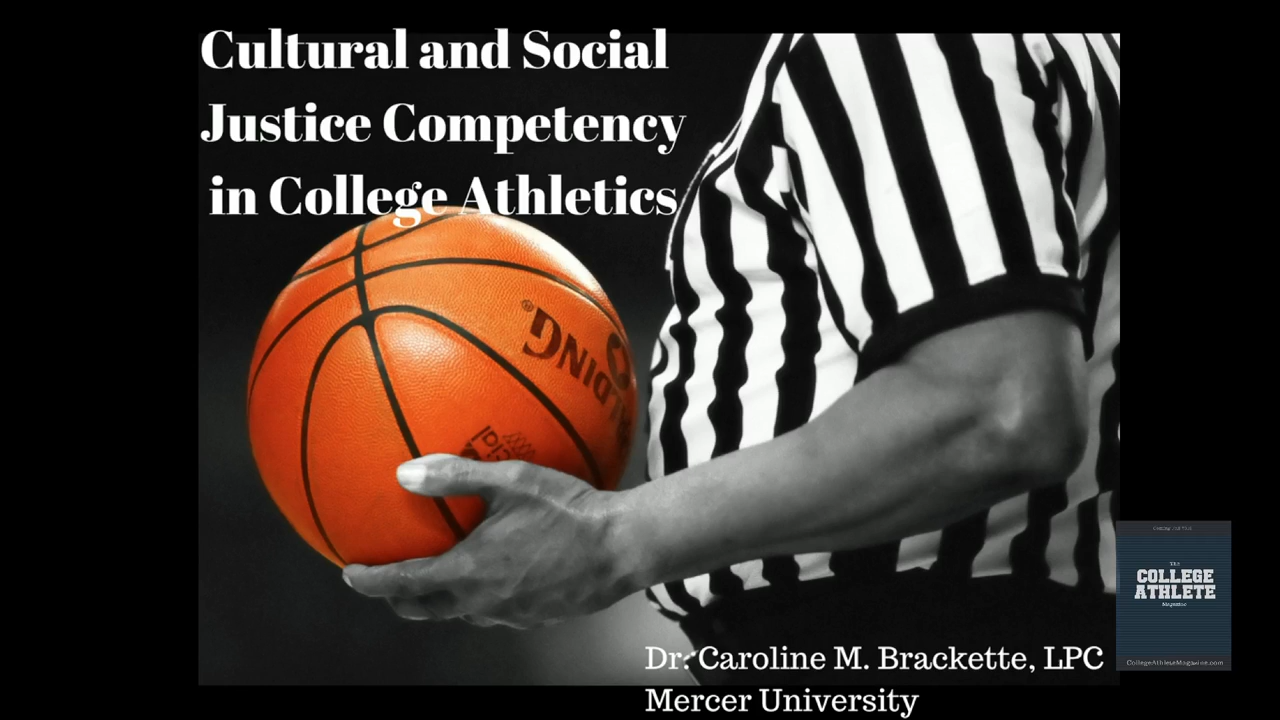 Cultural and Social
Justice Competency
in College Athletics
SPALDING®
THE
COLLEGE
ATHLETE
Magazine
CollegeAthleteMagazine.com
Dr. Caroline M. Brackette, LPC
Mercer University